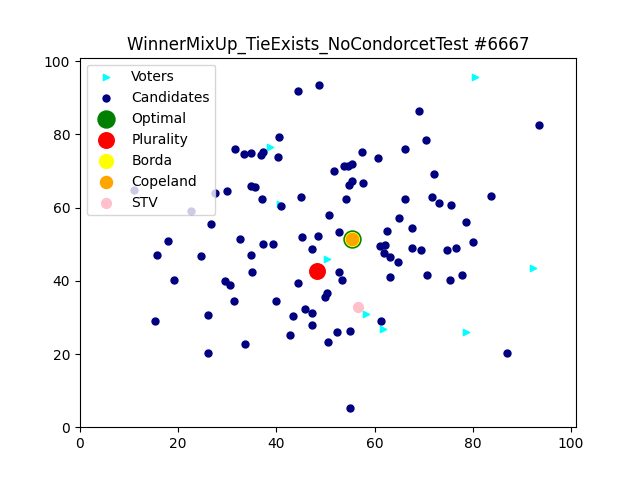 WinnerMixUp_TieExists_NoCondorcetTest #6667
100
80
60
40
20
0
Voters
Candidates
Optimal
Plurality
Borda
Copeland
STV
0 20 40 60 80 100